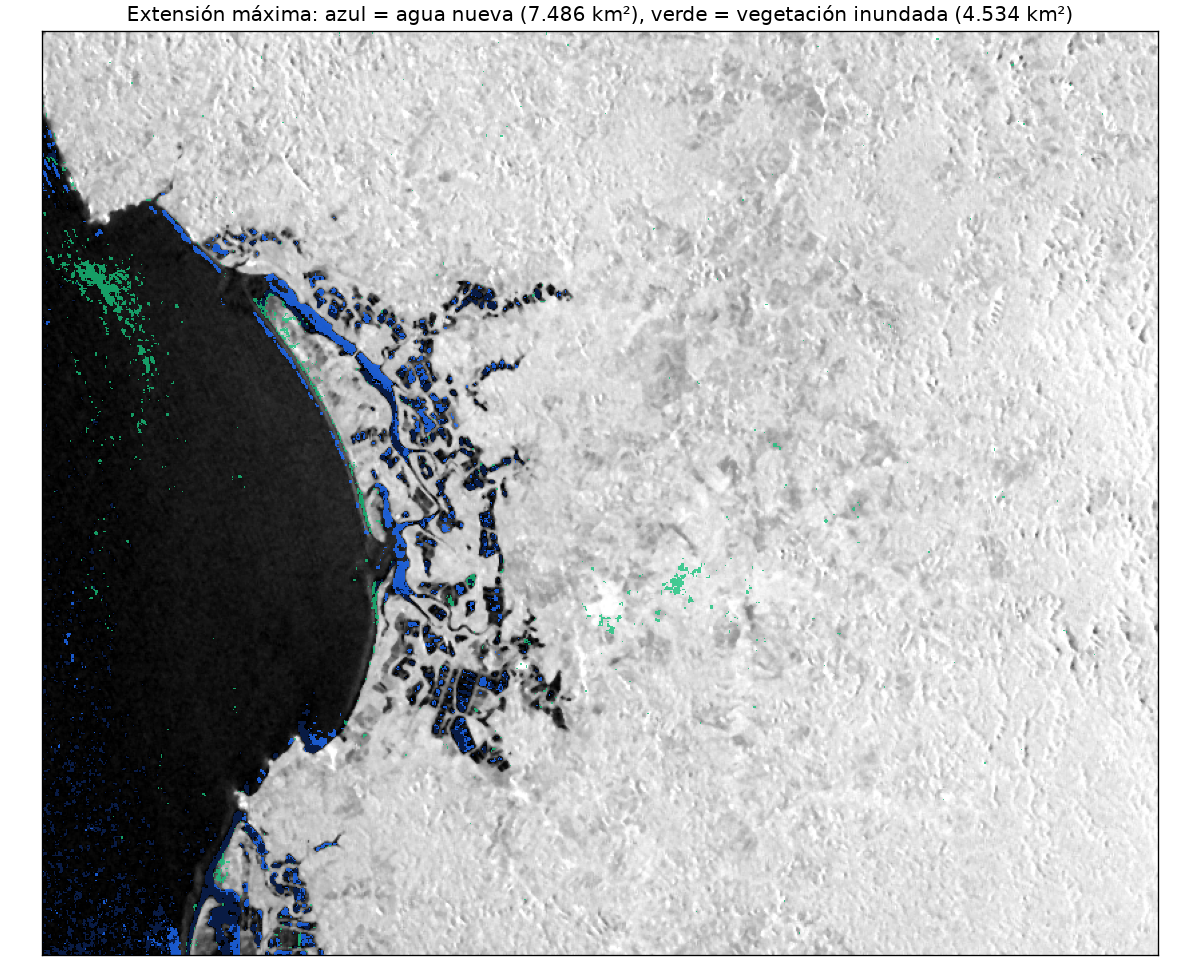 Extensión máxima: azul = agua nueva (7.486 km²), verde = vegetación inundada (4.534 km²)